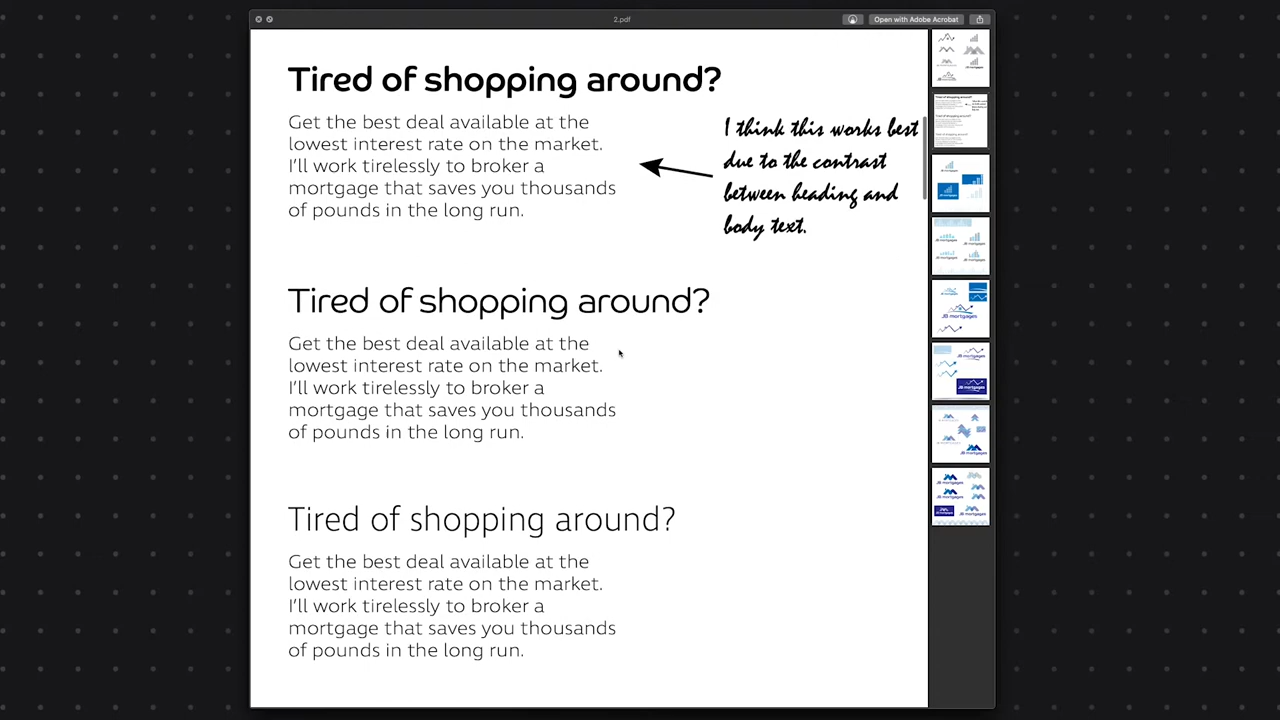 2.pdf
Open with Adobe Acrobat
Tired of shopping around?
Get the best deal available at the
lowest interest rate on the market.
I'll work tirelessly to broker a
mortgage that saves you thousands
of pounds in the long run.
I think this works best
due to the contrast
between heading and
body text.
Tired of shopping around?
Get the best deal available at the
lowest interest rate on the market.
I'll work tirelessly to broker a
mortgage that saves you thousands
of pounds in the long run.
Tired of shopping around?
Get the best deal available at the
lowest interest rate on the market.
I'll work tirelessly to broker a
mortgage that saves you thousands
of pounds in the long run.
JB mortgages
JB mortgages
JB mortgages